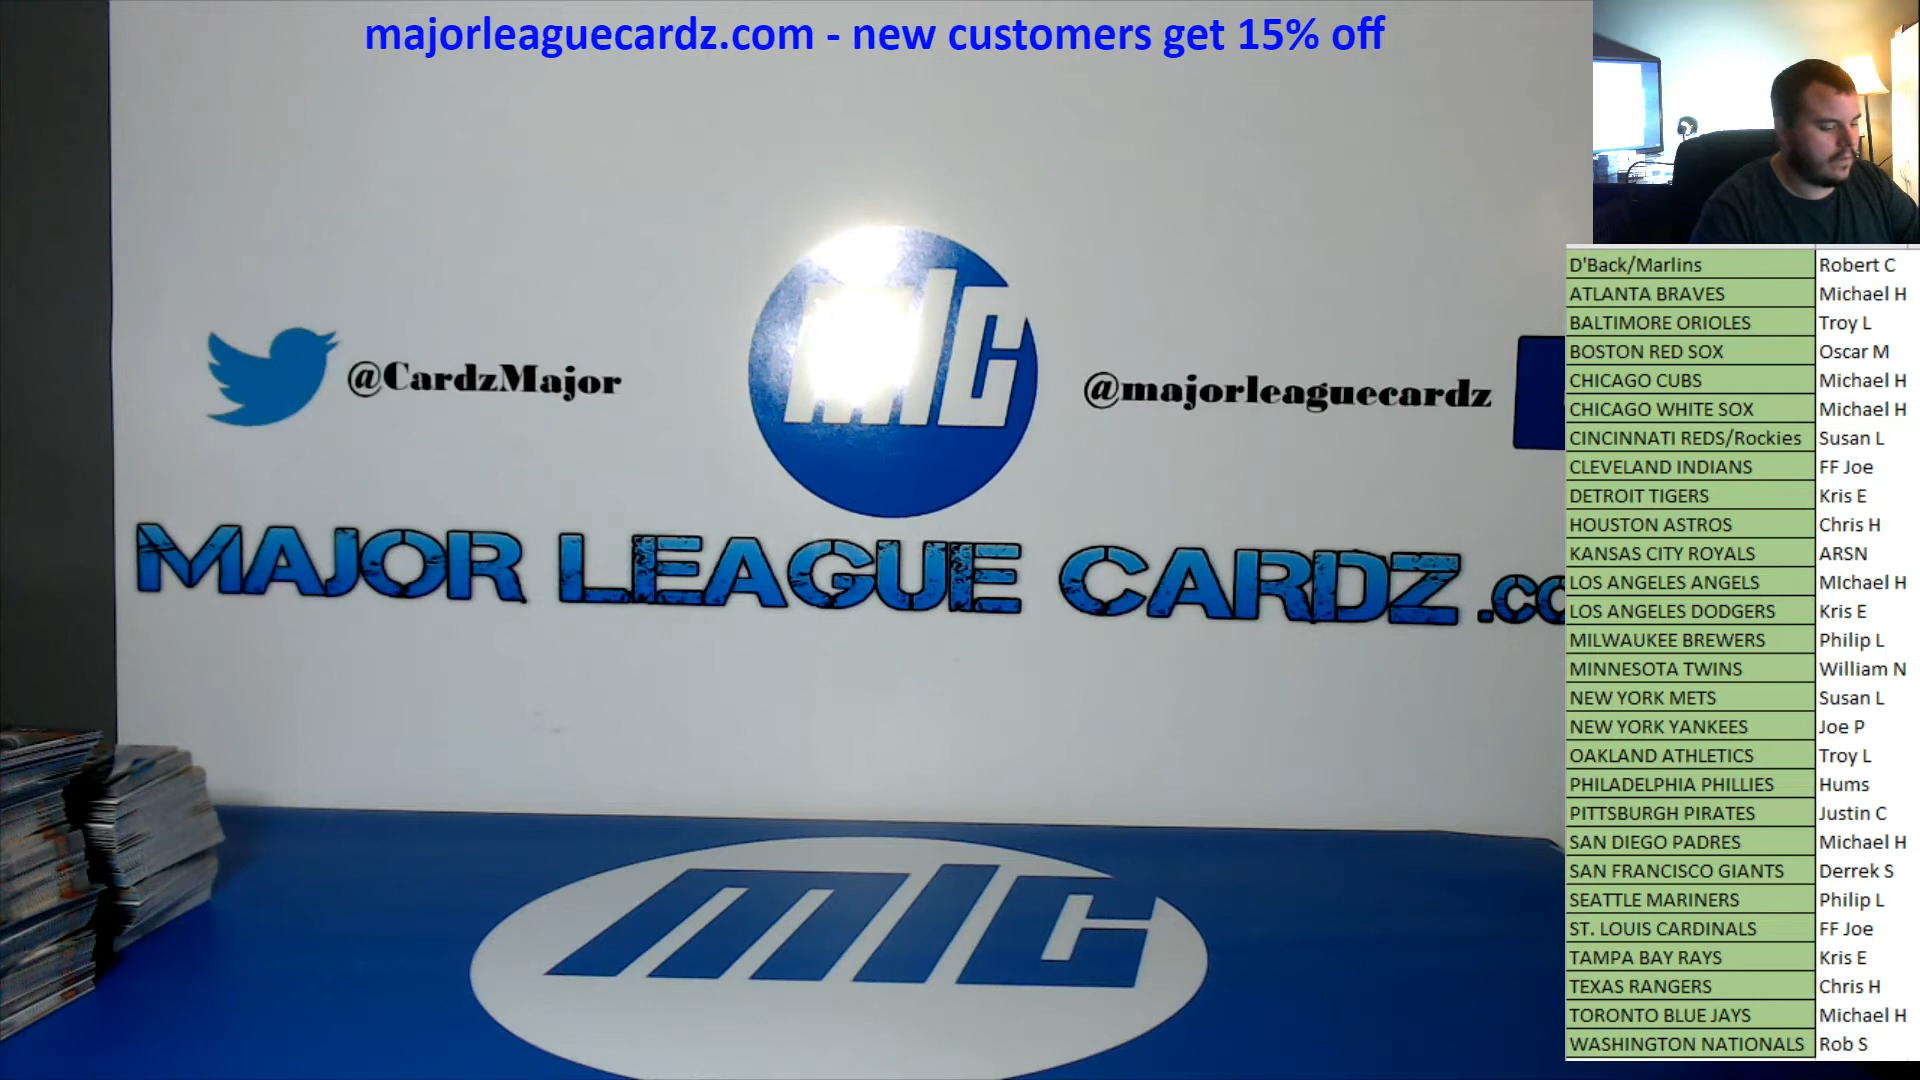 majorleaguecardz.com - new customers get 15% off
@CardzMajor
mlc
@majorleaguecardz
MAJOR LEAGUE CARDZ .co
mlc
D'Back/Marlins Robert C
ATLANTA BRAVES Michael H
BALTIMORE ORIOLES Troy L
BOSTON RED SOX Oscar M
CHICAGO CUBS Michael H
CHICAGO WHITE SOX Michael H
CINCINNATI REDS/Rockies Susan L
CLEVELAND INDIANS FF Joe
DETROIT TIGERS Kris E
HOUSTON ASTROS Chris H
KANSAS CITY ROYALS ARSN
LOS ANGELES ANGELS MIchael H
LOS ANGELES DODGERS Kris E
MILWAUKEE BREWERS Philip L
MINNESOTA TWINS William N
NEW YORK METS Susan L
NEW YORK YANKEES Joe P
OAKLAND ATHLETICS Troy L
PHILADELPHIA PHILLIES Hums
PITTSBURGH PIRATES Justin C
SAN DIEGO PADRES Michael H
SAN FRANCISCO GIANTS Derrek S
SEATTLE MARINERS Philip L
ST. LOUIS CARDINALS FF Joe
TAMPA BAY RAYS Kris E
TEXAS RANGERS Chris H
TORONTO BLUE JAYS Michael H
WASHINGTON NATIONALS Rob S